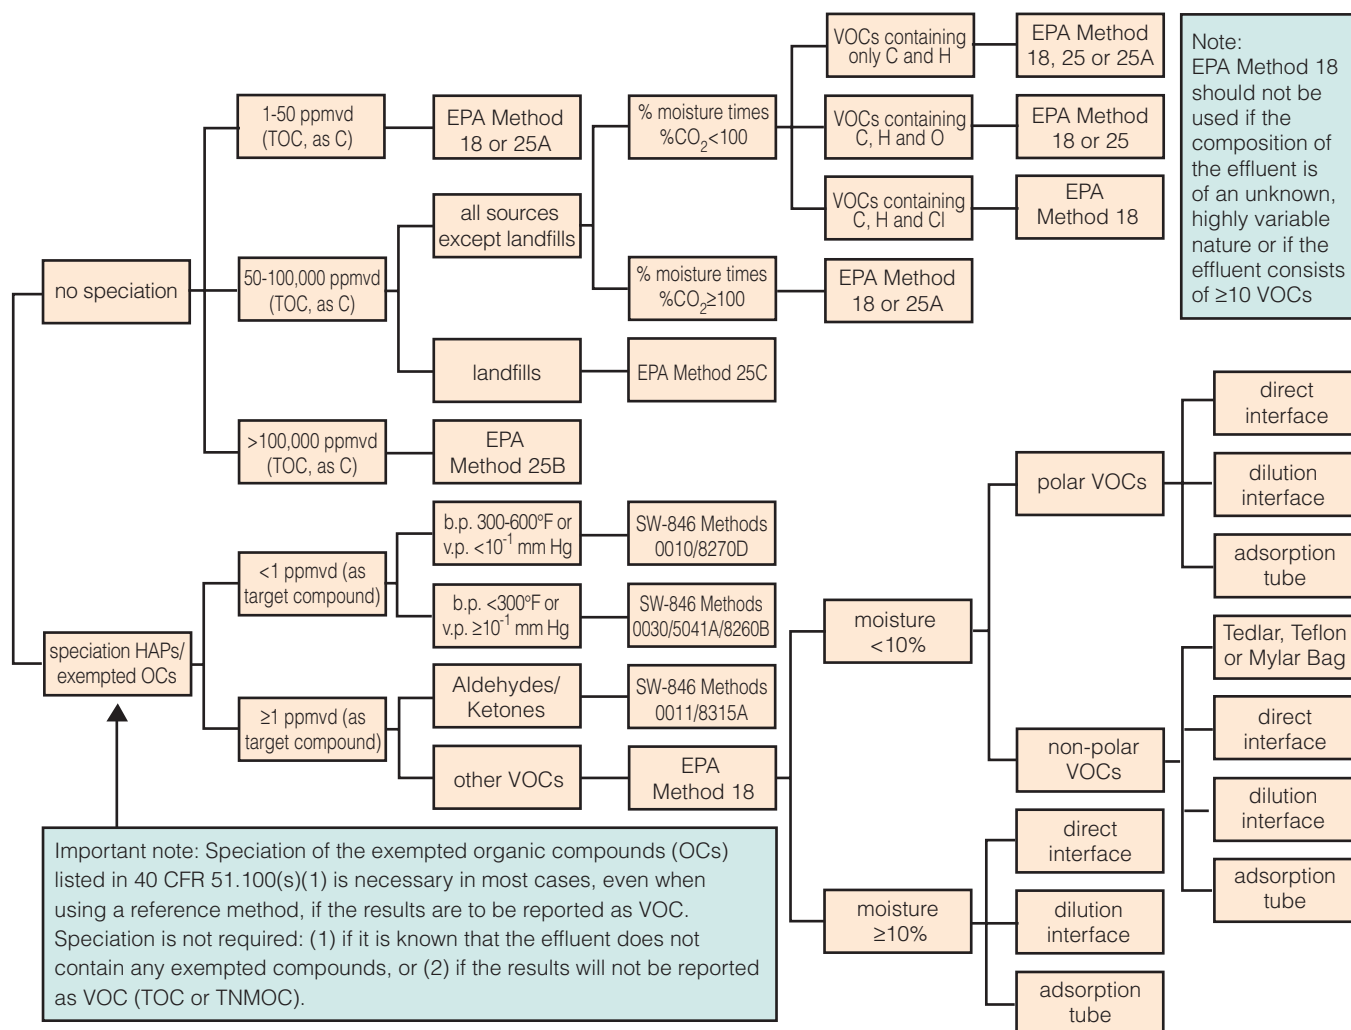 VOCs containing
only C and H
EPA Method
18, 25 or 25A
Note:
EPA Method 18
should not be
used if the
composition of
the effluent is
of an unknown,
highly variable
nature or if the
effluent consists
of ≥10 VOCs
1-50 ppmvd
(TOC, as C)
EPA Method
18 or 25A
% moisture times
%CO2<100
VOCs containing
C, H and O
EPA Method
18 or 25
VOCs containing
C, H and Cl
EPA
Method 18
all sources
except landfills
no speciation
50-100,000 ppmvd
(TOC, as C)
% moisture times
%CO2≥100
EPA Method
18 or 25A
landfills
EPA Method 25C
>100,000 ppmvd
(TOC, as C)
EPA
Method 25B
b.p. 300-600ºF or
v.p. <10-1 mm Hg
SW-846 Methods
0010/8270D
<1 ppmvd (as
target compound)
b.p. <300ºF or
v.p. ≥10-1 mm Hg
SW-846 Methods
0030/5041A/8260B
speciation HAPs/
exempted OCs
≥1 ppmvd (as
target compound)
Aldehydes/
Ketones
SW-846 Methods
0011/8315A
other VOCs
EPA
Method 18
moisture
<10%
polar VOCs
direct
interface
dilution
interface
adsorption
tube
non-polar
VOCs
Tedlar, Teflon
or Mylar Bag
direct
interface
dilution
interface
adsorption
tube
moisture
≥10%
direct
interface
dilution
interface
adsorption
tube
Important note: Speciation of the exempted organic compounds (OCs)
listed in 40 CFR 51.100(s)(1) is necessary in most cases, even when
using a reference method, if the results are to be reported as VOC.
Speciation is not required: (1) if it is known that the effluent does not
contain any exempted compounds, or (2) if the results will not be reported
as VOC (TOC or TNMOC).